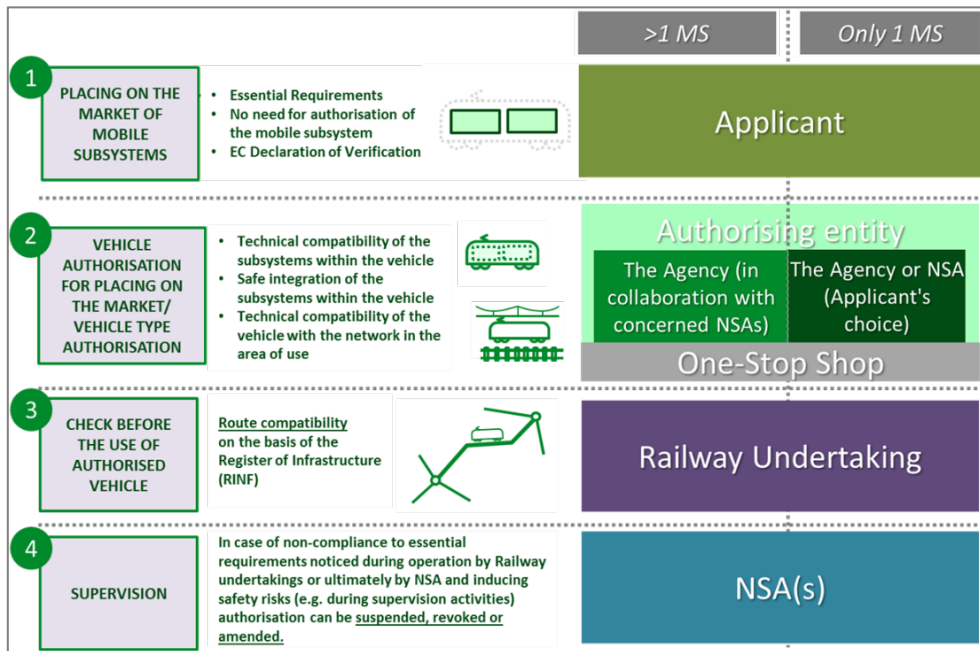 >1 MS
Only 1 MS
1
PLACING ON THE
MARKET OF
MOBILE
SUBSYSTEMS
• Essential Requirements
• No need for authorisation of
the mobile subsystem
• EC Declaration of Verification
Applicant
2
VEHICLE
AUTHORISATION
FOR PLACING ON
THE MARKET/
VEHICLE TYPE
AUTHORISATION
• Technical compatibility of the
subsystems within the vehicle
• Safe integration of the
subsystems within the vehicle
• Technical compatibility of the
vehicle with the network in the
area of use
Authorising entity
The Agency (in
collaboration with
concerned NSAs)
The Agency or NSA
(Applicant's
choice)
One-Stop Shop
3
CHECK BEFORE
THE USE OF
AUTHORISED
VEHICLE
Route compatibility
on the basis of the
Register of Infrastructure
(RINF)
Railway Undertaking
4
SUPERVISION
In case of non-compliance to essential
requirements noticed during operation by Railway
undertakings or ultimately by NSA and inducing
safety risks (e.g. during supervision activities)
authorisation can be suspended, revoked or
amended.
NSA(s)